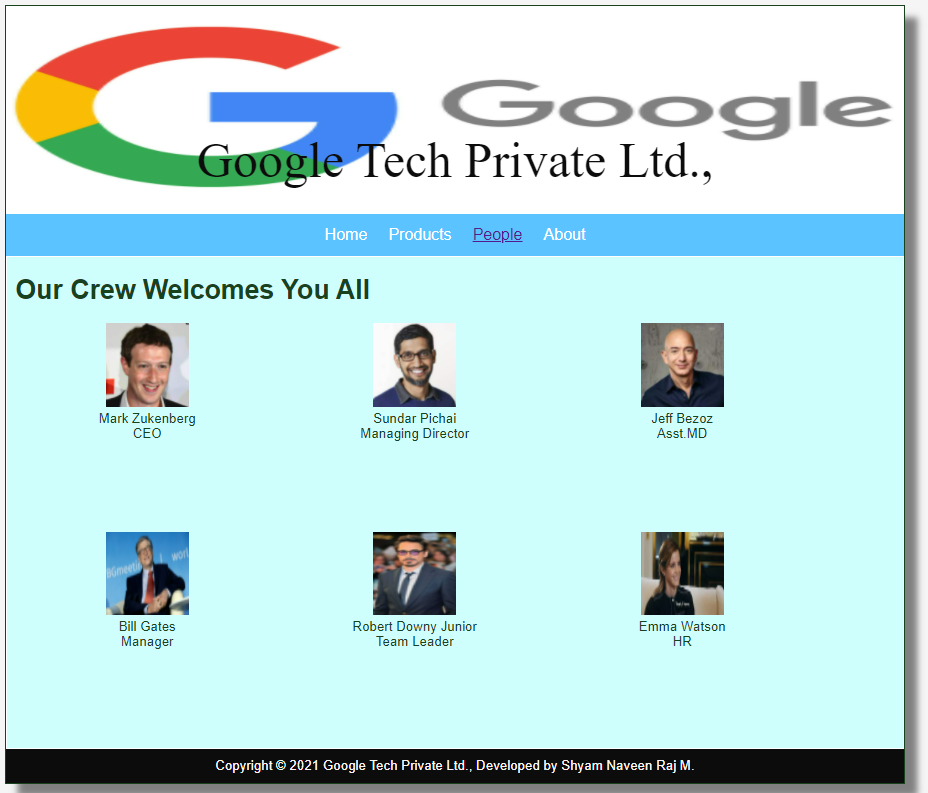 Google
Google Tech Private Ltd.,
Home Products People About
Our Crew Welcomes You All
Mark Zukenberg
CEO
Sundar Pichai
Managing Director
Jeff Bezoz
Asst.MD
BGmeeti
worl
Bill Gates
Manager
Robert Downy Junior
Team Leader
Emma Watson
HR
Copyright © 2021 Google Tech Private Ltd., Developed by Shyam Naveen Raj M.